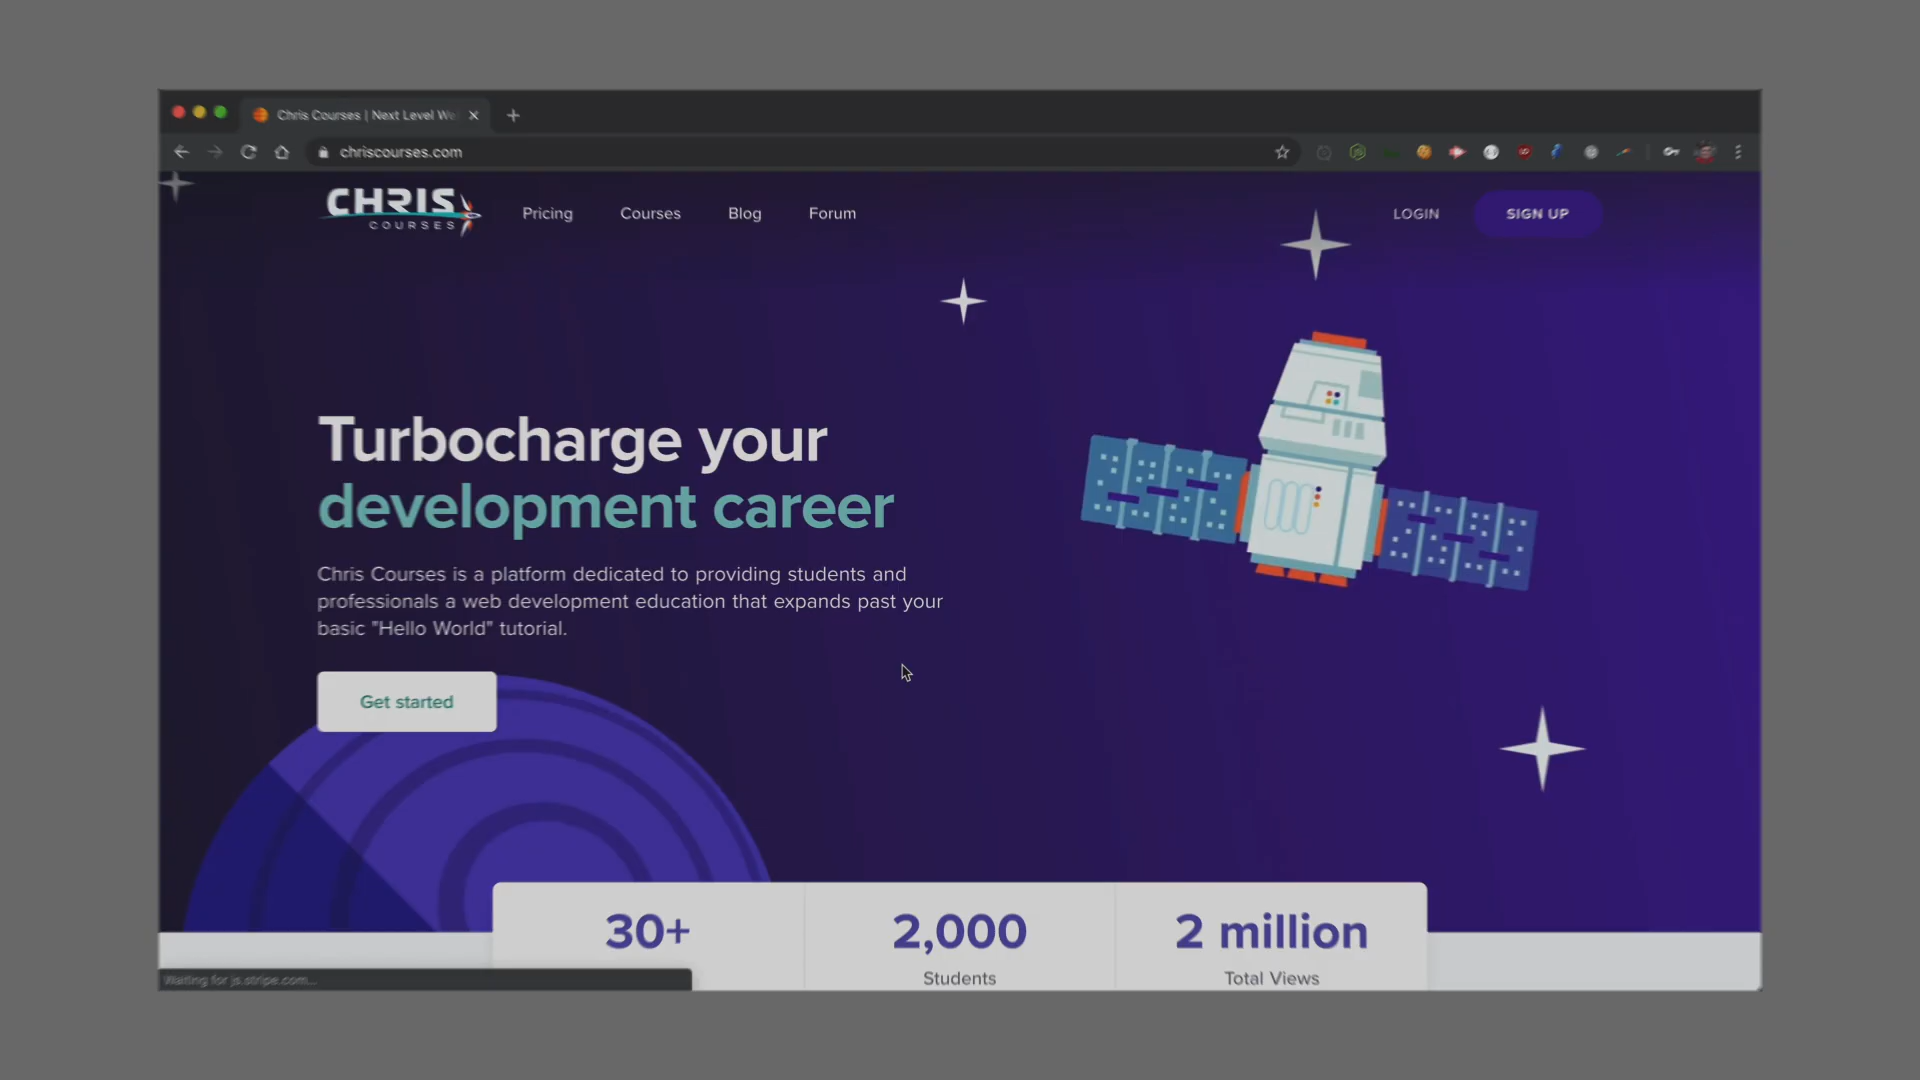 Chris Courses | Next Level We
chriscourses.com
CHRIS
COURSES
Pricing
Courses
Blog
Forum
LOGIN
SIGN UP
Turbocharge your
development career
Chris Courses is a platform dedicated to providing students and
professionals a web development education that expands past your
basic "Hello World" tutorial.
Get started
30+
2,000
2 million
Students
Total Views
Waiting for js.stripe.com...